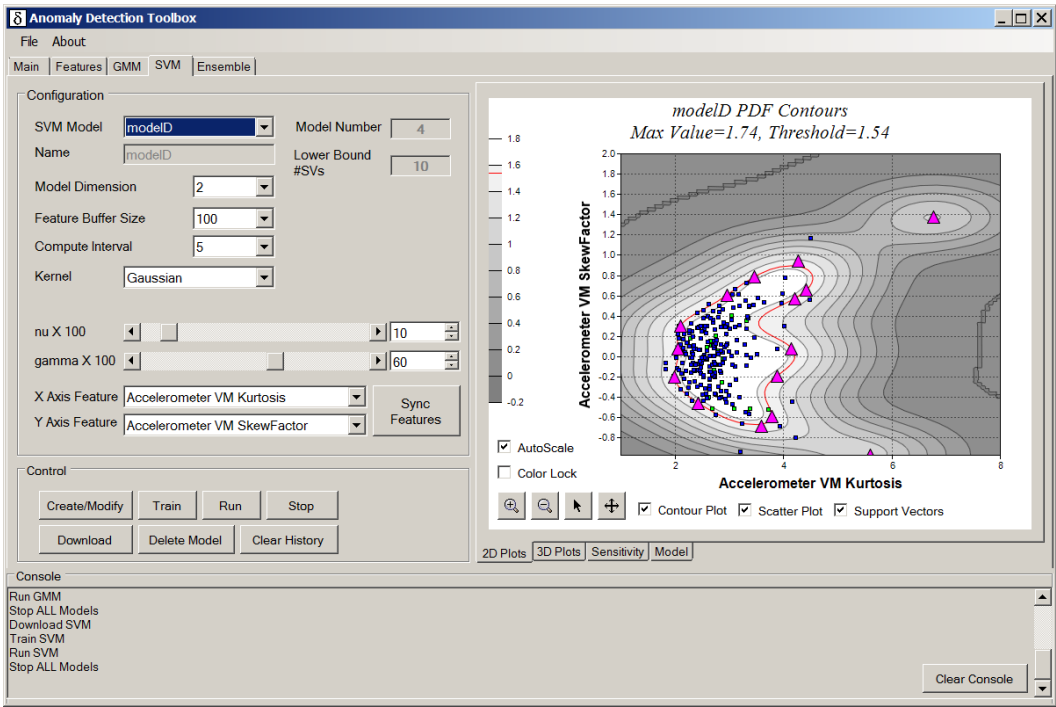 δ Anomaly Detection Toolbox
File About
Main Features GMM SVM Ensemble
Configuration
SVM Model modelD Model Number 4
Name modelD Lower Bound #SVs 10
Model Dimension 2
Feature Buffer Size 100
Compute Interval 5
Kernel Gaussian
nu X 100 10
gamma X 100 60
X Axis Feature Accelerometer VM Kurtosis
Y Axis Feature Accelerometer VM SkewFactor
Sync
Features
Control
Create/Modify Train Run Stop
Download Delete Model Clear History
modelD PDF Contours
Max Value=1.74, Threshold=1.54
1.8
1.6
1.4
1.2
1
0.8
0.6
0.4
0.2
0
-0.2
Accelerometer VM SkewFactor
2.0
1.8
1.6
1.4
1.2
1.0
0.8
0.6
0.4
0.2
0.0
-0.2
-0.4
-0.6
-0.8
2 4 6 8
Accelerometer VM Kurtosis
AutoScale
Color Lock
Contour Plot Scatter Plot Support Vectors
2D Plots 3D Plots Sensitivity Model
Console
Run GMM
Stop ALL Models
Download SVM
Train SVM
Run SVM
Stop ALL Models
Clear Console